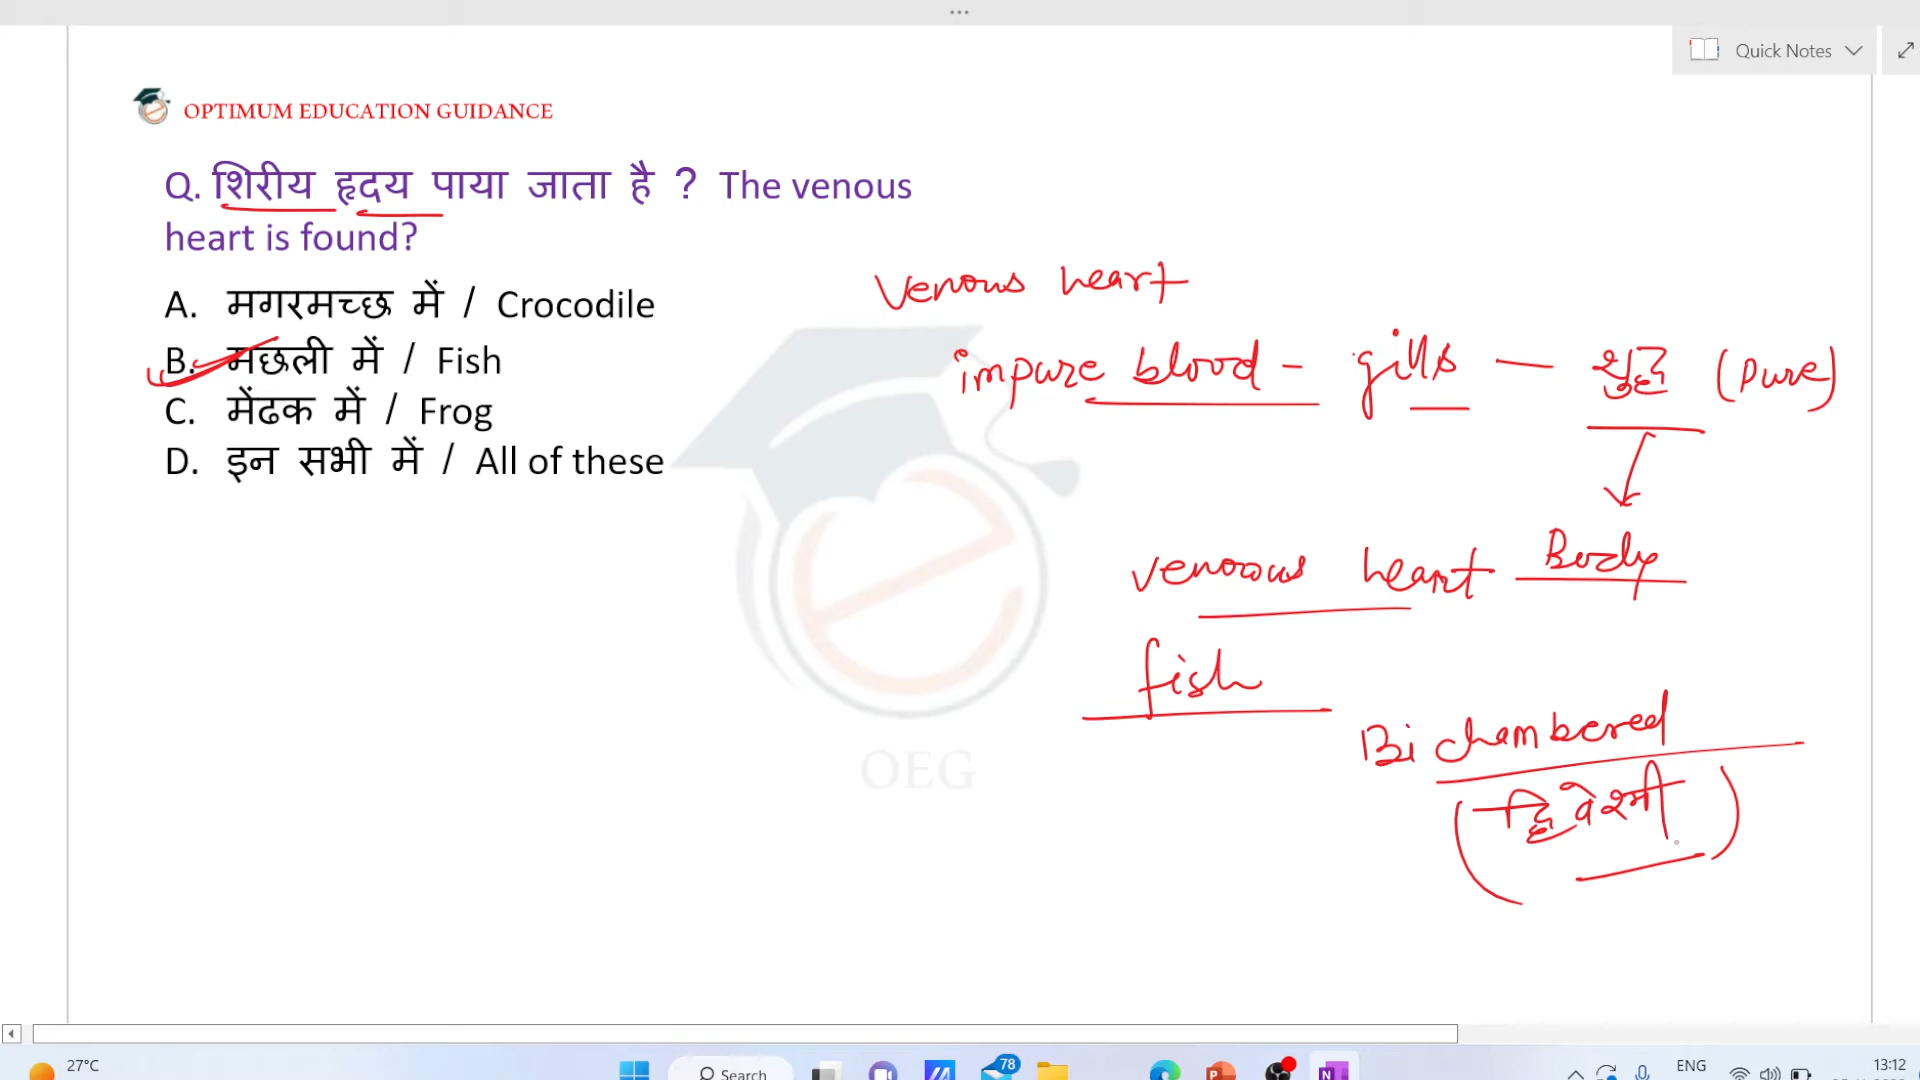 Quick Notes
OPTIMUM EDUCATION GUIDANCE
Q. शिरीय हृदय पाया जाता है ? The venous
heart is found?
A. मगरमच्छ में / Crocodile
B. मछली में / Fish
C. मेंढक में / Frog
D. इन सभी में / All of these
Venous heart
impure blood - gills — शुद्ध (Pure)
Body
venous heart
fish
Bi chambered
(द्विवेश्मी)
OEG
27°C
Search
78
ENG
13:12